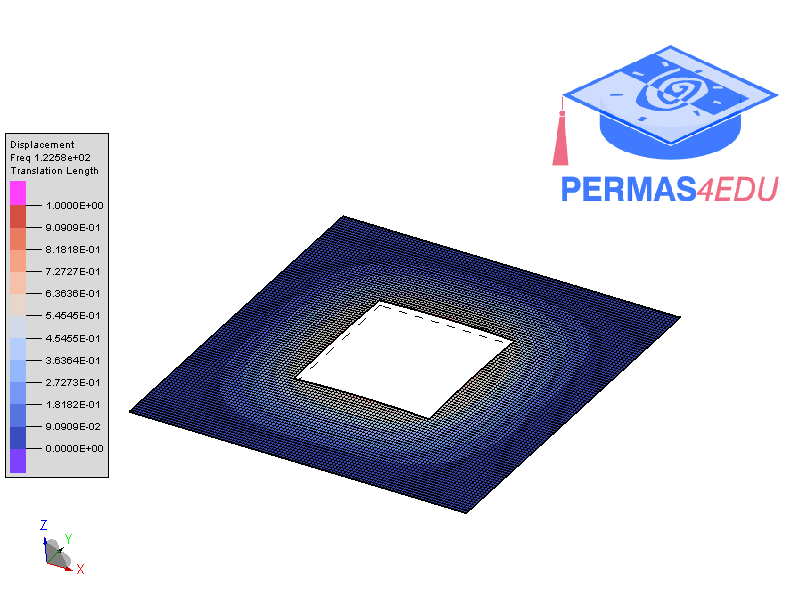 Displacement
Freq 1.2258e+02
Translation Length
1.0000E+00
9.0909E-01
8.1818E-01
7.2727E-01
6.3636E-01
5.4545E-01
4.5455E-01
3.6364E-01
2.7273E-01
1.8182E-01
9.0909E-02
0.0000E+00
PERMAS4EDU
Z
Y
X